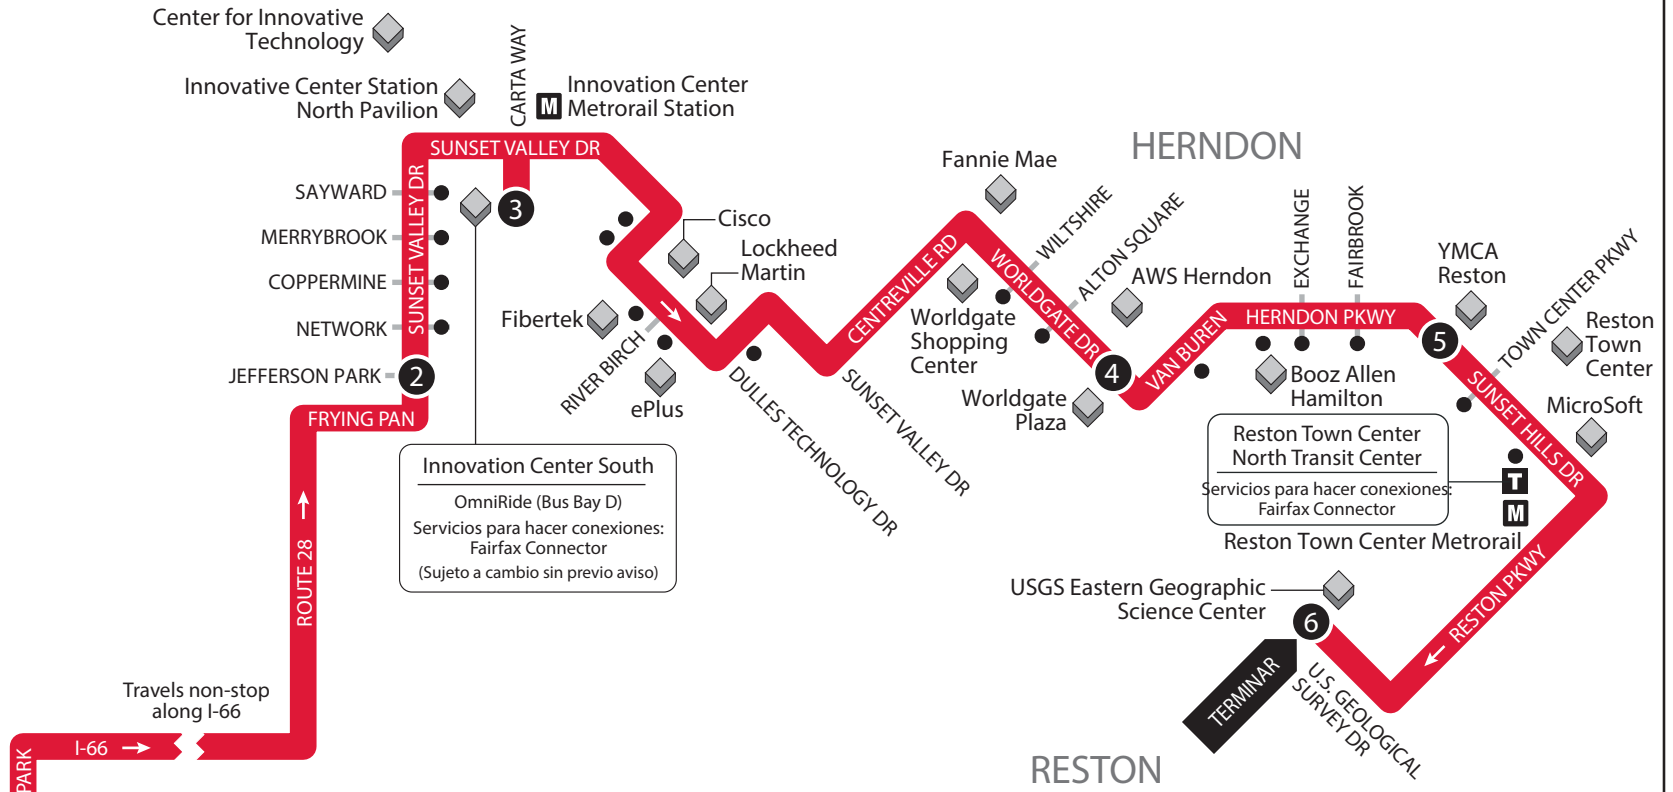 Center for Innovative
Technology
Innovative Center Station
North Pavilion
CARTA WAY
M
Innovation Center
Metrorail Station
SUNSET VALLEY DR
SUNSET VALLEY DR
SAYWARD
MERRYBROOK
COPPERMINE
NETWORK
JEFFERSON PARK
2
3
FRYING PAN
ROUTE 28
Travels non-stop
along I-66
I-66
PARK
Innovation Center South
OmniRide (Bus Bay D)
Servicios para hacer conexiones:
Fairfax Connector
(Sujeto a cambio sin previo aviso)
Cisco
Lockheed
Martin
Fibertek
RIVER BIRCH
ePlus
DULLES TECHNOLOGY DR
SUNSET VALLEY DR
CENTREVILLE RD
HERNDON
Fannie Mae
WORLDGATE DR
WILTSHIRE
ALTON SQUARE
Worldgate
Shopping
Center
AWS Herndon
Worldgate
Plaza
4
VAN BUREN
HERNDON PKWY
EXCHANGE
FAIRBROOK
Booz Allen
Hamilton
5
YMCA
Reston
TOWN CENTER PKWY
Reston
Town
Center
SUNSET HILLS DR
MicroSoft
Reston Town Center
North Transit Center
Servicios para hacer conexiones:
Fairfax Connector
T
M
Reston Town Center Metrorail
RESTON PKWY
USGS Eastern Geographic
Science Center
6
TERMINAR
U.S. GEOLOGICAL
SURVEY DR
RESTON